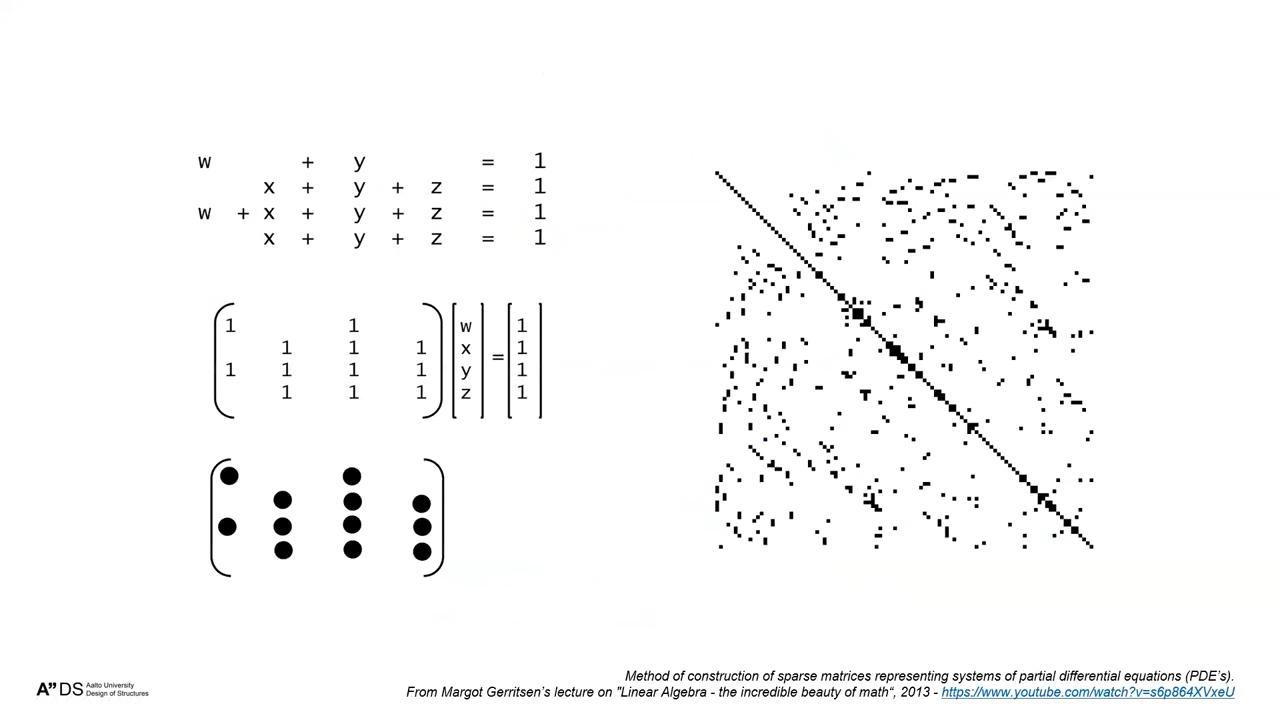 w + y = 1
x + y + z = 1
w + x + y + z = 1
x + y + z = 1
1 1 w 1
1 1 1 x 1
1 1 1 1 y = 1
1 1 1 z 1
A” DS Aalto University
Design of Structures
Method of construction of sparse matrices representing systems of partial differential equations (PDE’s).
From Margot Gerritsen’s lecture on "Linear Algebra - the incredible beauty of math“, 2013 - https://www.youtube.com/watch?v=s6p864XVxeU